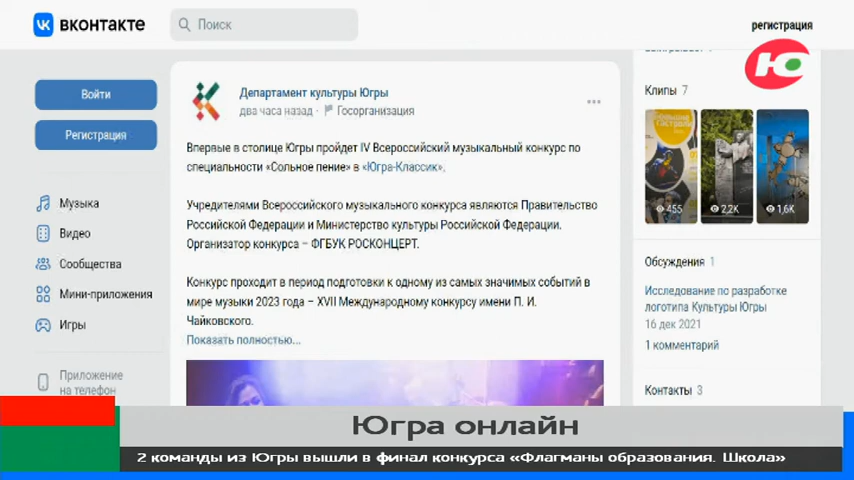 вконтакте
Поиск
регистрация
Ю
Войти
Регистрация
Музыка
Видео
Сообщества
Мини-приложения
Игры
Приложение
на телефон
Департамент культуры Югры
два часа назад · Госорганизация
Впервые в столице Югры пройдет IV Всероссийский музыкальный конкурс по
специальности «Сольное пение» в «Югра-Классик».
Учредителями Всероссийского музыкального конкурса являются Правительство
Российской Федерации и Министерство культуры Российской Федерации.
Организатор конкурса – ФГБУК РОСКОНЦЕРТ.
Конкурс проходит в период подготовки к одному из самых значимых событий в
мире музыки 2023 года – XVII Международному конкурсу имени П. И.
Чайковского.
Показать полностью...
Клипы 7
Большие
гастроли
455
2,2K
1,6K
Обсуждения 1
Исследование по разработке
логотипа Культуры Югры
16 дек 2021
1 комментарий
Контакты 3
Югра онлайн
2 команды из Югры вышли в финал конкурса «Флагманы образования. Школа»